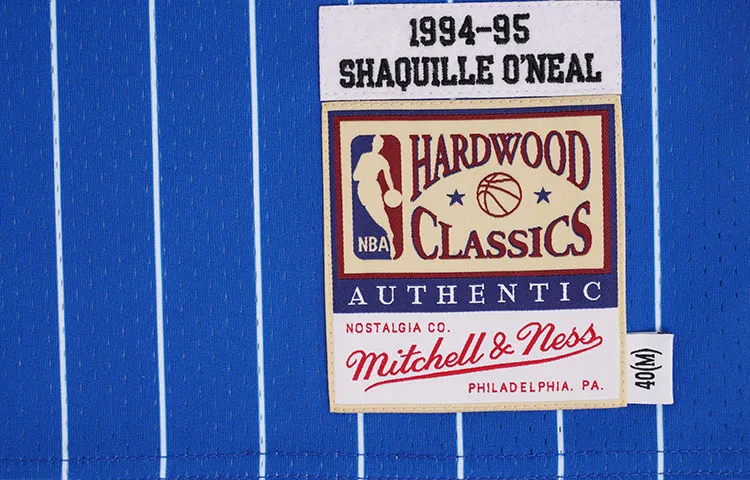 1994-95
SHAQUILLE O'NEAL
HARDWOOD
CLASSICS
NBA
AUTHENTIC
NOSTALGIA CO.
Mitchell & Ness
PHILADELPHIA. PA.
40(M)